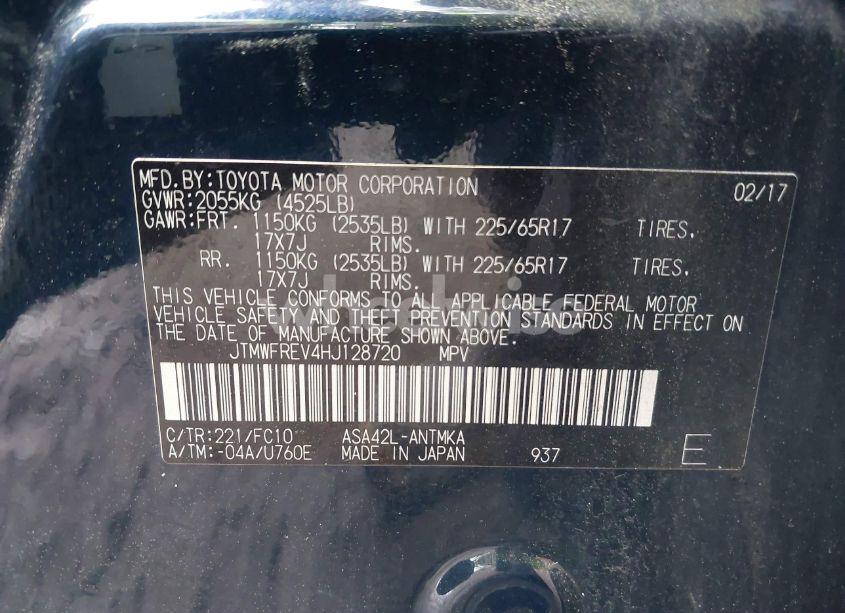 MFD.BY:TOYOTA MOTOR CORPORATION 02/17
GVWR:2055KG (4525LB)
GAWR:FRT. 1150KG (2535LB) WITH 225/65R17 TIRES,
17X7J RIMS.
RR. 1150KG (2535LB) WITH 225/65R17 TIRES,
17X7J RIMS.
THIS VEHICLE CONFORMS TO ALL APPLICABLE FEDERAL MOTOR
VEHICLE SAFETY AND THEFT PREVENTION STANDARDS IN EFFECT ON
THE DATE OF MANUFACTURE SHOWN ABOVE.
JTMWFREV4HJ128720 MPV
C/TR:221/FC10 ASA42L-ANTMKA
A/TM:-04A/U760E MADE IN JAPAN 937 E